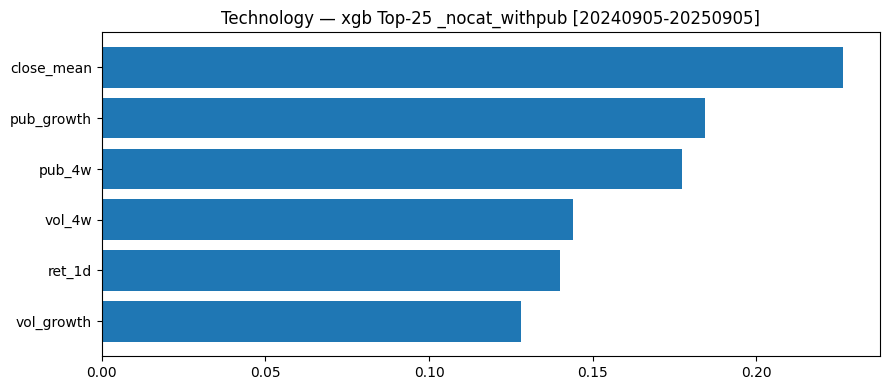 Technology — xgb Top-25 _nocat_withpub [20240905-20250905]
close_mean
pub_growth
pub_4w
vol_4w
ret_1d
vol_growth
0.00 0.05 0.10 0.15 0.20